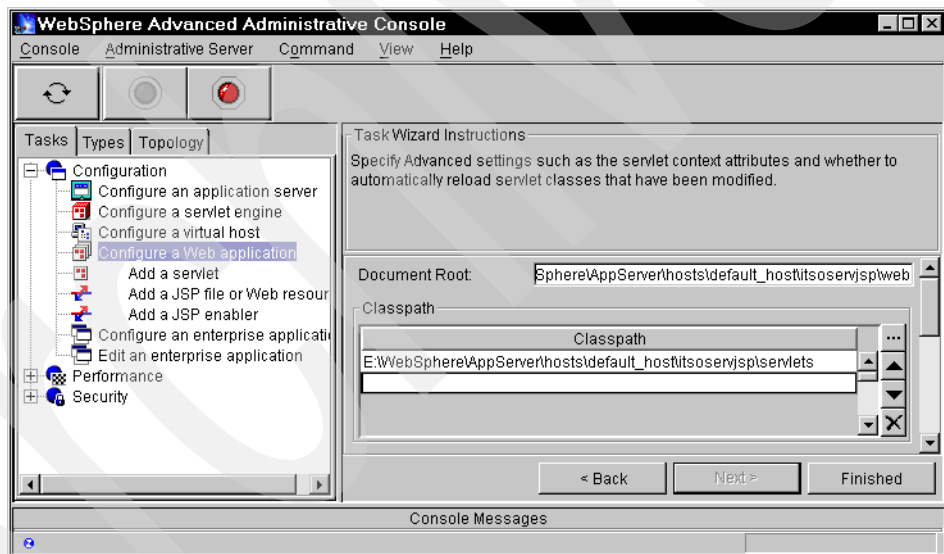 WebSphere Advanced Administrative Console
Console Administrative Server Command View Help
Tasks Types Topology
Configuration
Configure an application server
Configure a servlet engine
Configure a virtual host
Configure a Web application
Add a servlet
Add a JSP file or Web resour
Add a JSP enabler
Configure an enterprise applicati
Edit an enterprise application
Performance
Security
Task Wizard Instructions
Specify Advanced settings such as the servlet context attributes and whether to
automatically reload servlet classes that have been modified.
Document Root: Sphere\AppServer\hosts\default_host\itsoservjsp\web
Classpath
Classpath
...
E:\WebSphere\AppServer\hosts\default_host\itsoservjsp\servlets
< Back Next > Finished
Console Messages